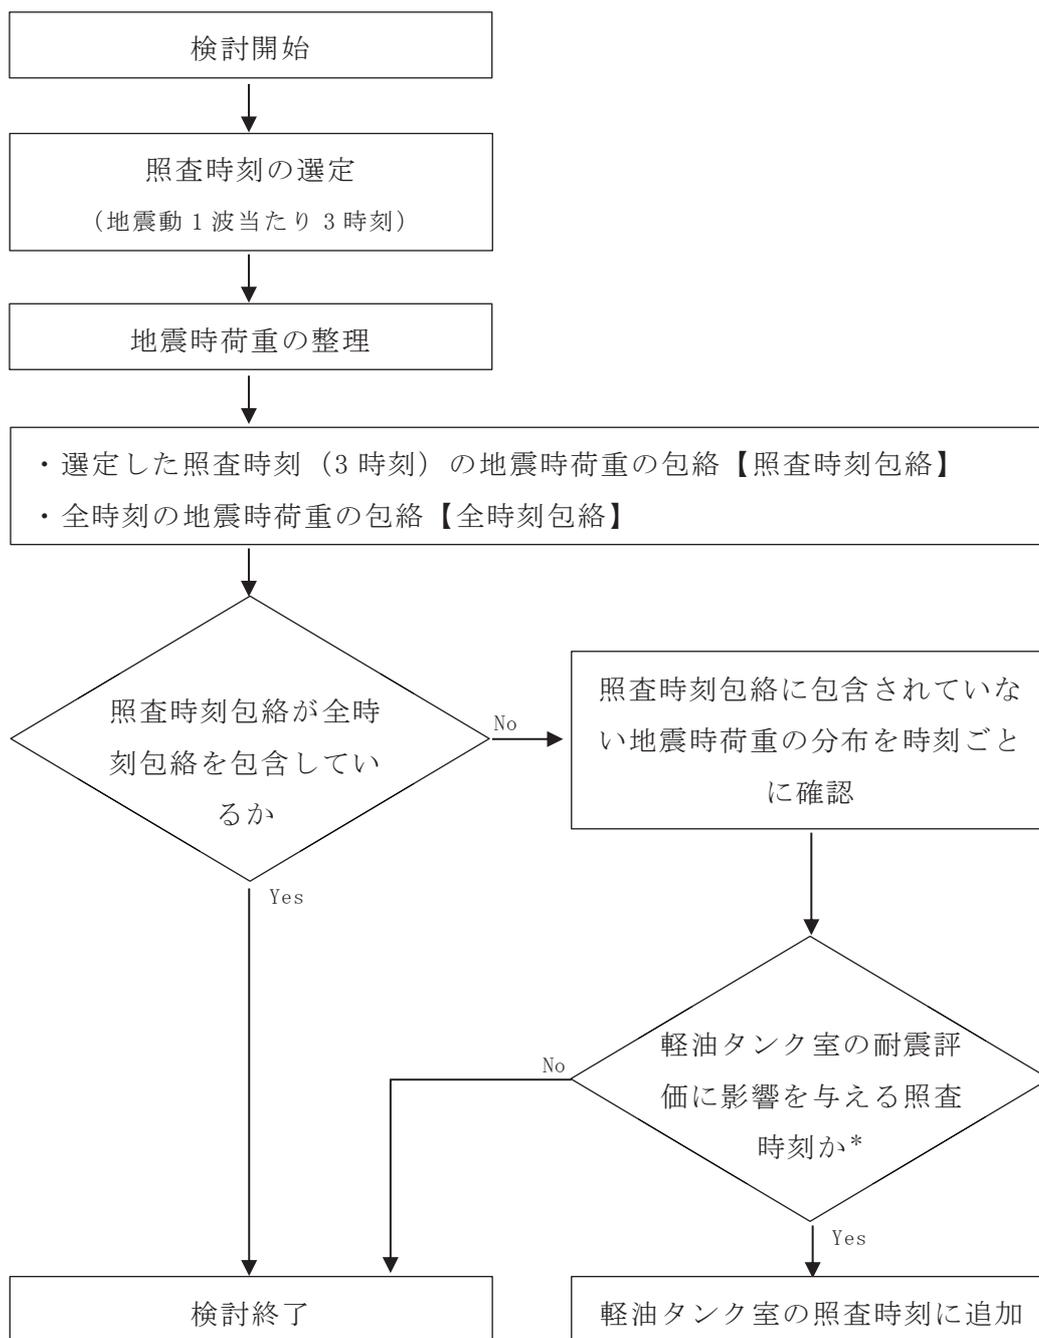 検討開始
照査時刻の選定
（地震動 1 波当たり 3 時刻）
地震時荷重の整理
・選定した照査時刻（3 時刻）の地震時荷重の包絡【照査時刻包絡】
・全時刻の地震時荷重の包絡【全時刻包絡】
照査時刻包絡が全時
刻包絡を包含してい
るか
No
照査時刻包絡に包含されていな
い地震時荷重の分布を時刻ごと
に確認
Yes
軽油タンク室の耐震評
価に影響を与える照査
時刻か*
No
Yes
検討終了
軽油タンク室の照査時刻に追加